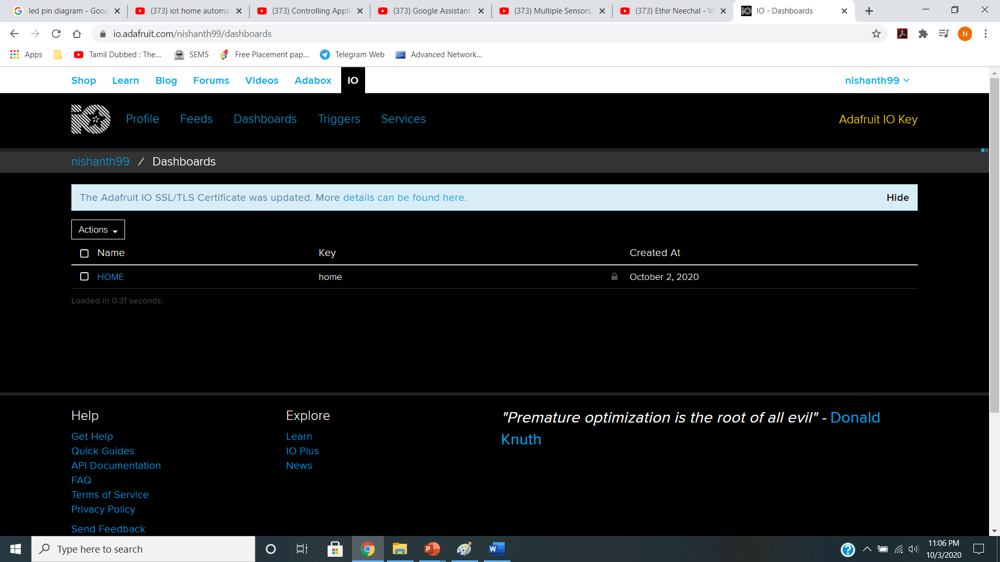 led pin diagram - Goog
(373) iot home automa
(373) Controlling Appli
(373) Google Assistant
(373) Multiple Sensors,
(373) Ethir Neechal - Ve
IO - Dashboards
io.adafruit.com/nishanth99/dashboards
N
Apps
Tamil Dubbed : The...
SEMS
Free Placement pap...
Telegram Web
Advanced Network...
Shop
Learn
Blog
Forums
Videos
Adabox
IO
nishanth99
io
Profile
Feeds
Dashboards
Triggers
Services
Adafruit IO Key
nishanth99 / Dashboards
The Adafruit IO SSL/TLS Certificate was updated. More details can be found here.
Hide
Actions
Name
Key
Created At
HOME
home
October 2, 2020
Loaded in 0.31 seconds.
Help
Get Help
Quick Guides
API Documentation
FAQ
Terms of Service
Privacy Policy
Send Feedback
Explore
Learn
IO Plus
News
"Premature optimization is the root of all evil" - Donald
Knuth
Type here to search
11:06 PM
10/3/2020